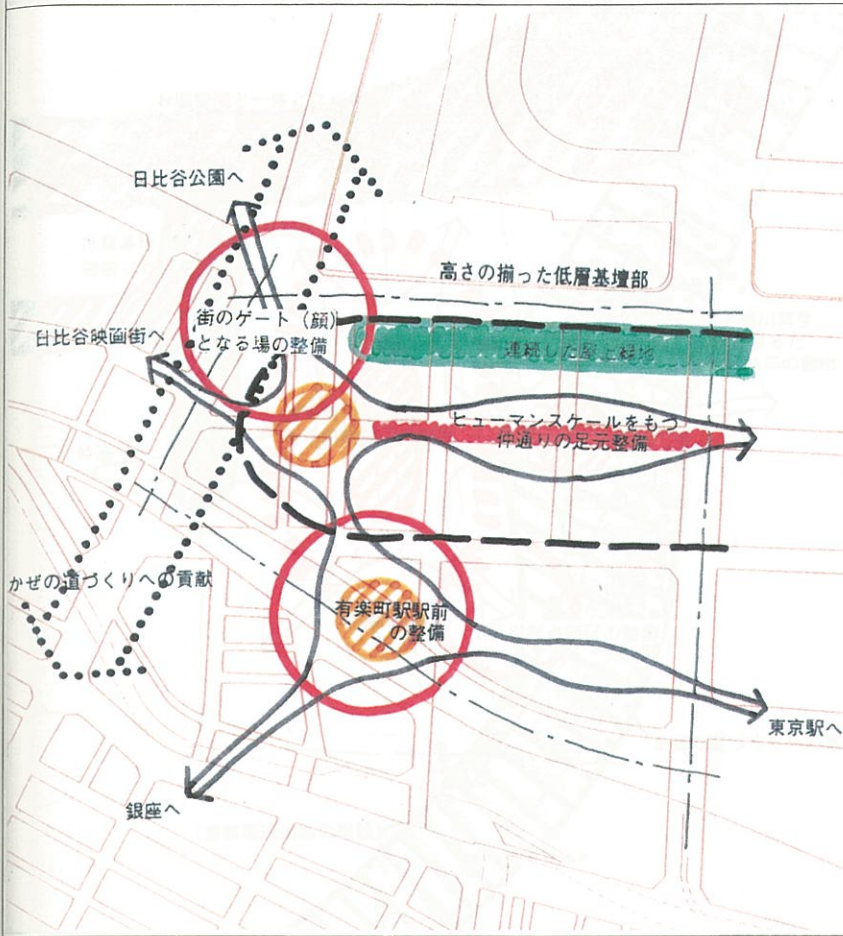 日比谷公園へ
高さの揃った低層基壇部
街のゲート（顔）
となる場の整備
日比谷映画街へ
連続した屋上緑地
ヒューマンスケールをもつ
仲通りの足元整備
かぜの道づくりへの貢献
有楽町駅駅前
の整備
東京駅へ
銀座へ